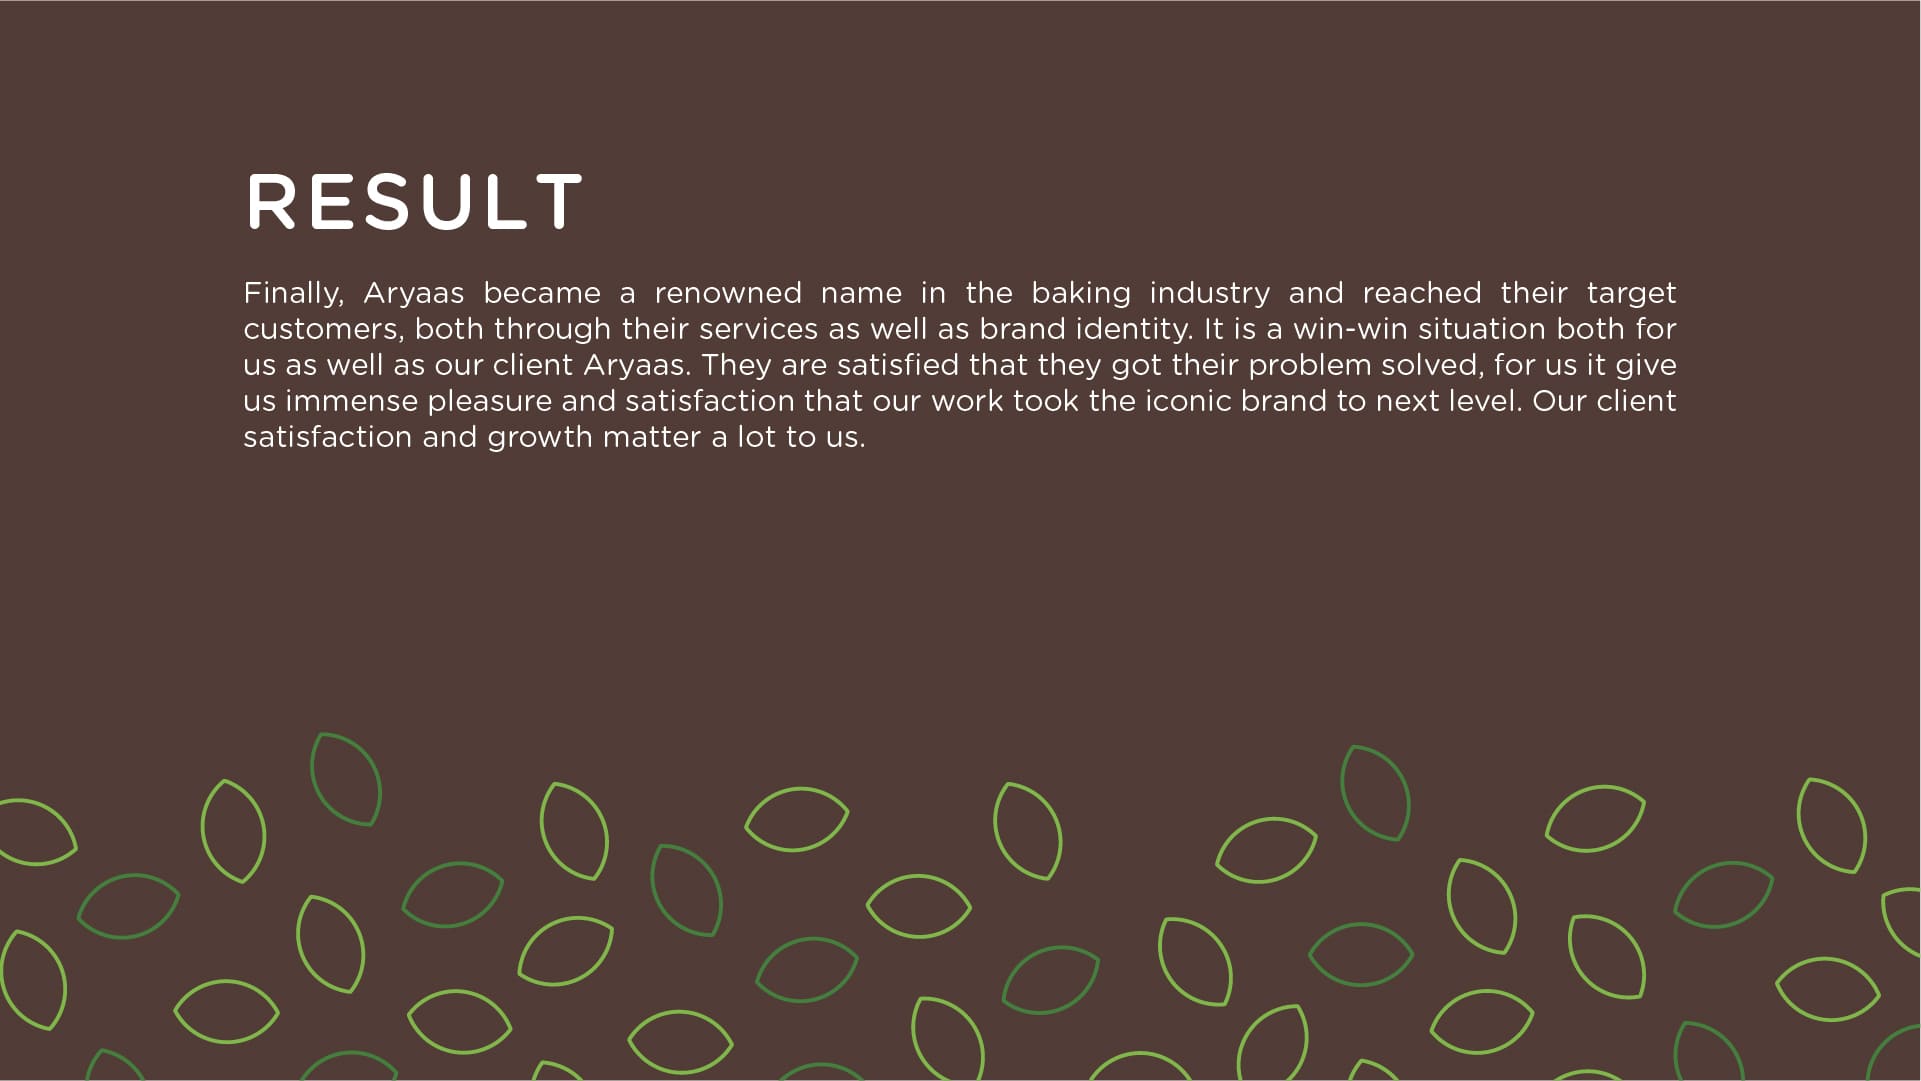 RESULT
Finally, Aryaas became a renowned name in the baking industry and reached their target
customers, both through their services as well as brand identity. It is a win-win situation both for
us as well as our client Aryaas. They are satisfied that they got their problem solved, for us it give
us immense pleasure and satisfaction that our work took the iconic brand to next level. Our client
satisfaction and growth matter a lot to us.